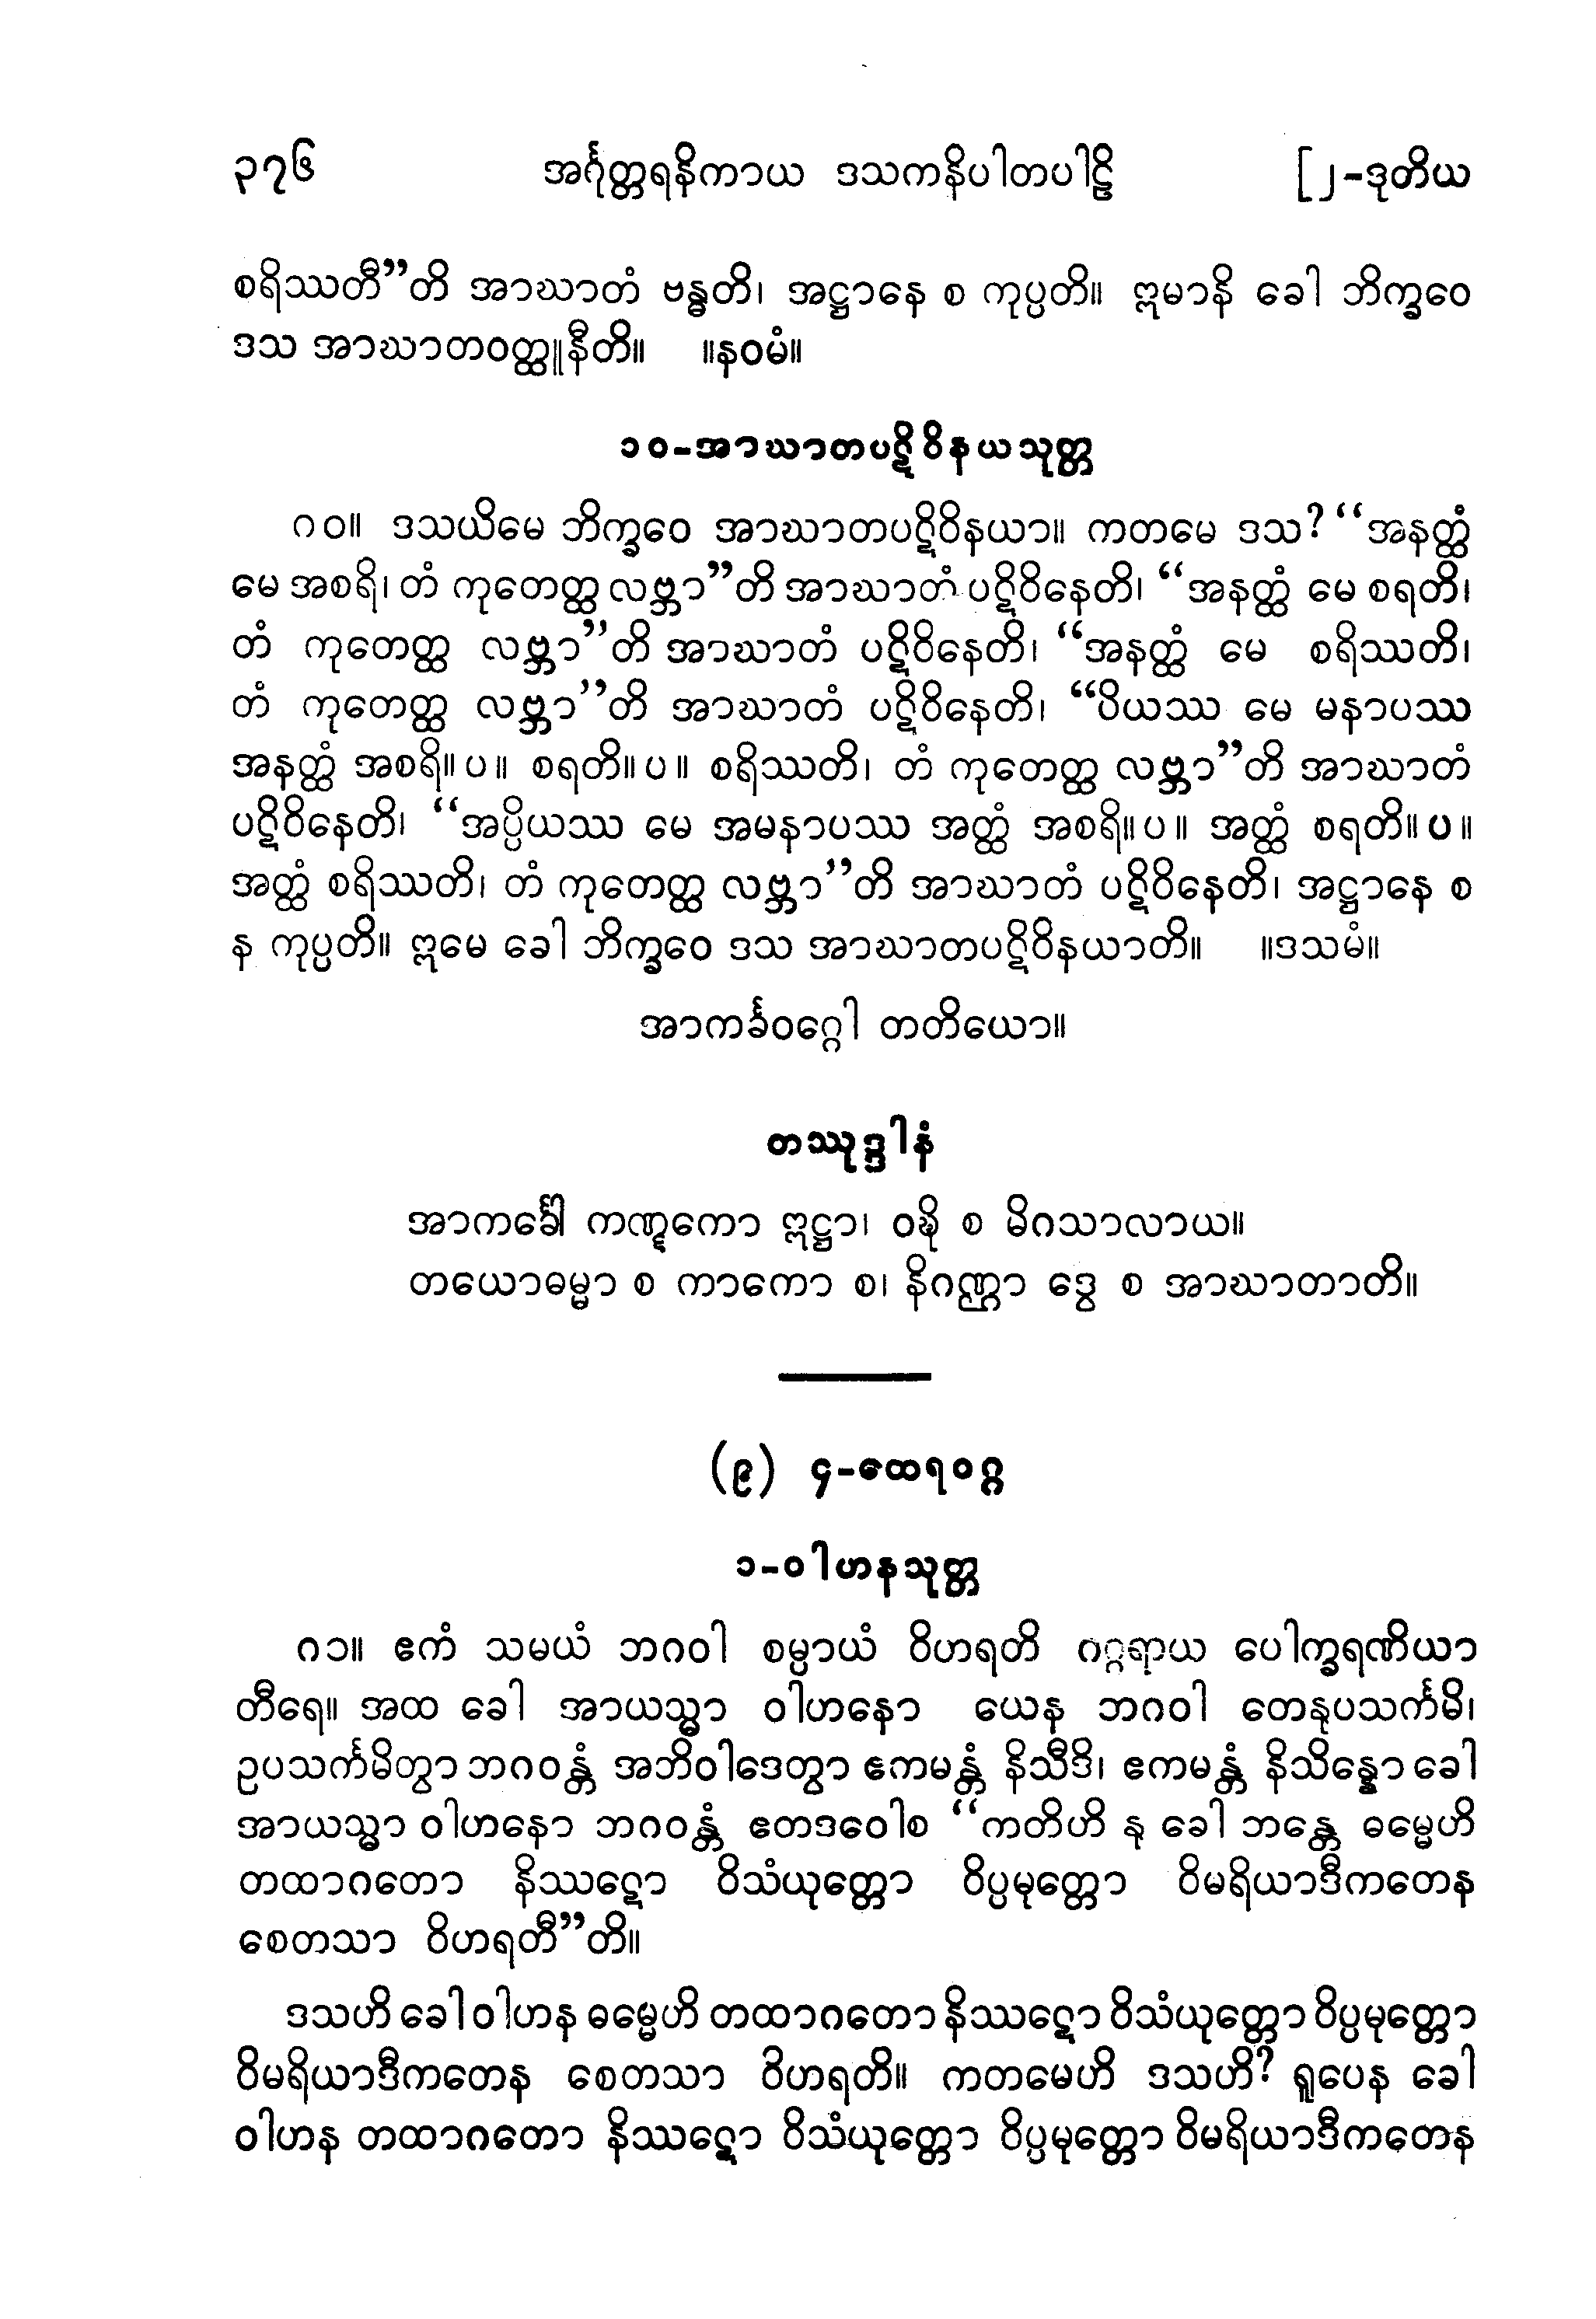 ၃၇၆ အင်္ဂုတ္တရနိကာယ ဒသကနိပါတပါဠိ [၂-ဒုတိယ
စရိဿတီ”တိ အာဃာတံ ဗန္ဓတိ၊ အဋ္ဌာနေ စ ကုပ္ပတိ။ ဣမာနိ ခေါ ဘိက္ခဝေ
ဒသ အာဃာတဝတ္ထူနီတိ။ ။နဝမံ။
၁၀-အာဃာတပဋိဝိနယသုတ္တ
၈၀။ ဒသယိမေ ဘိက္ခဝေ အာဃာတပဋိဝိနယာ။ ကတမေ ဒသ? “အနတ္ထံ
မေ အစရိ၊ တံ ကုတေတ္ထ လဗ္ဘာ”တိ အာဃာတံ ပဋိဝိနေတိ၊ “အနတ္ထံ မေ စရတိ၊
တံ ကုတေတ္ထ လဗ္ဘာ”တိ အာဃာတံ ပဋိဝိနေတိ၊ “အနတ္ထံ မေ စရိဿတိ၊
တံ ကုတေတ္ထ လဗ္ဘာ”တိ အာဃာတံ ပဋိဝိနေတိ၊ “ပိယဿ မေ မနာပဿ
အနတ္ထံ အစရိ။ပ။ စရတိ။ပ။ စရိဿတိ၊ တံ ကုတေတ္ထ လဗ္ဘာ”တိ အာဃာတံ
ပဋိဝိနေတိ၊ “အပ္ပိယဿ မေ အမနာပဿ အတ္ထံ အစရိ။ပ။ အတ္ထံ စရတိ။ပ။
အတ္ထံ စရိဿတိ၊ တံ ကုတေတ္ထ လဗ္ဘာ”တိ အာဃာတံ ပဋိဝိနေတိ၊ အဋ္ဌာနေ စ
န ကုပ္ပတိ။ ဣမေ ခေါ ဘိက္ခဝေ ဒသ အာဃာတပဋိဝိနယာတိ။ ။ဒသမံ။
အာကင်္ခဝဂ္ဂေါ တတိယော။
တဿုဒ္ဒါနံ
အာကင်္ခေါ ကဏ္ဋကော ဣဋ္ဌာ၊ ဝဍ္ဎိ စ မိဂသာလာယ။
တယောဓမ္မာ စ ကာကော စ၊ နိဂဏ္ဌာ ဒွေ စ အာဃာတာတိ။
(၉) ၄-ထေရဝဂ္ဂ
၁-ဝါဟနသုတ္တ
၈၁။ ဧကံ သမယံ ဘဂဝါ စမ္ပာယံ ဝိဟရတိ ဂဂ္ဂရာယ ပေါက္ခရဏိယာ
တီရေ။ အထ ခေါ အာယသ္မာ ဝါဟနော ယေန ဘဂဝါ တေနုပသင်္ကမိ၊
ဥပသင်္ကမိတွာ ဘဂဝန္တံ အဘိဝါဒေတွာ ဧကမန္တံ နိသီဒိ၊ ဧကမန္တံ နိသိန္နော ခေါ
အာယသ္မာ ဝါဟနော ဘဂဝန္တံ ဧတဒဝေါစ “ကတိဟိ နု ခေါ ဘန္တေ ဓမ္မေဟိ
တထာဂတော နိဿဋော ဝိသံယုတ္တော ဝိပ္ပမုတ္တော ဝိမရိယာဒီကတေန
စေတသာ ဝိဟရတီ”တိ။
ဒသဟိ ခေါ ဝါဟန ဓမ္မေဟိ တထာဂတော နိဿဋော ဝိသံယုတ္တော ဝိပ္ပမုတ္တော
ဝိမရိယာဒီကတေန စေတသာ ဝိဟရတိ။ ကတမေဟိ ဒသဟိ? ရူပေန ခေါ
ဝါဟန တထာဂတော နိဿဋော ဝိသံယုတ္တော ဝိပ္ပမုတ္တော ဝိမရိယာဒီကတေန